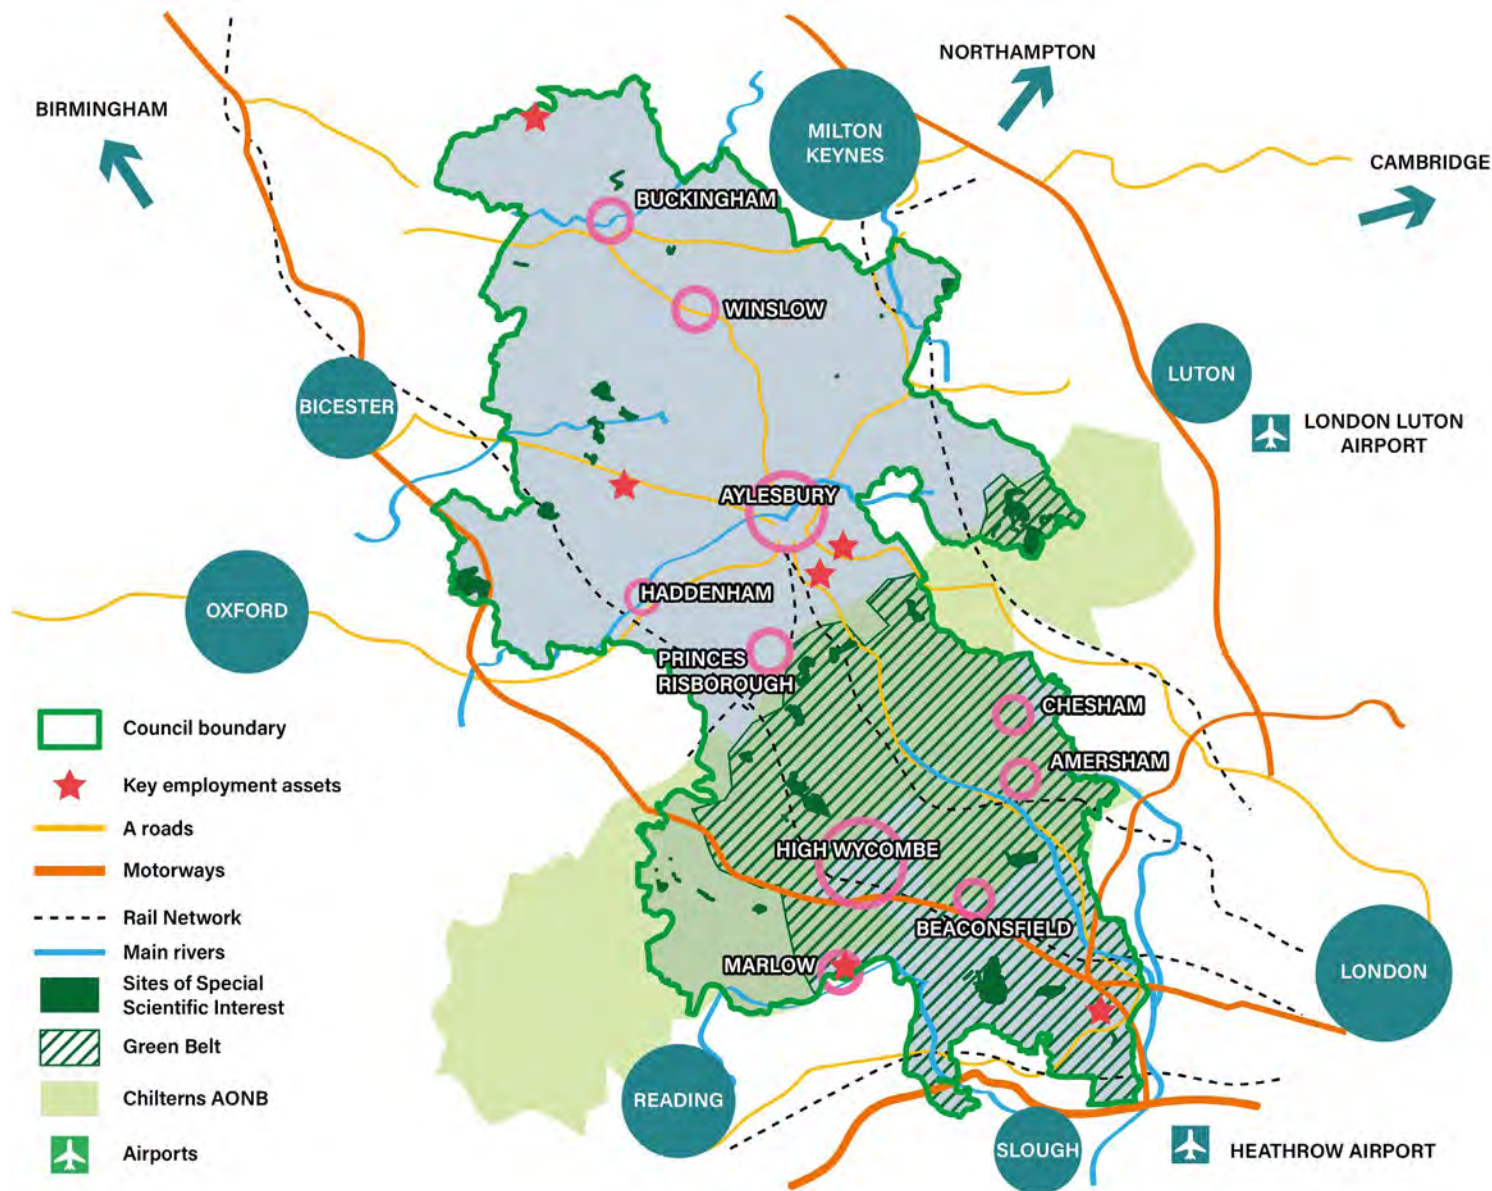 NORTHAMPTON
BIRMINGHAM
MILTON
KEYNES
CAMBRIDGE
BUCKINGHAM
WINSLOW
LUTON
BICESTER
LONDON LUTON
AIRPORT
AYLESBURY
HADDENHAM
OXFORD
PRINCES
RISBOROUGH
CHESHAM
AMERSHAM
HIGH WYCOMBE
BEACONSFIELD
MARLOW
LONDON
READING
SLOUGH
HEATHROW AIRPORT
Council boundary
Key employment assets
A roads
Motorways
Rail Network
Main rivers
Sites of Special
Scientific Interest
Green Belt
Chilterns AONB
Airports